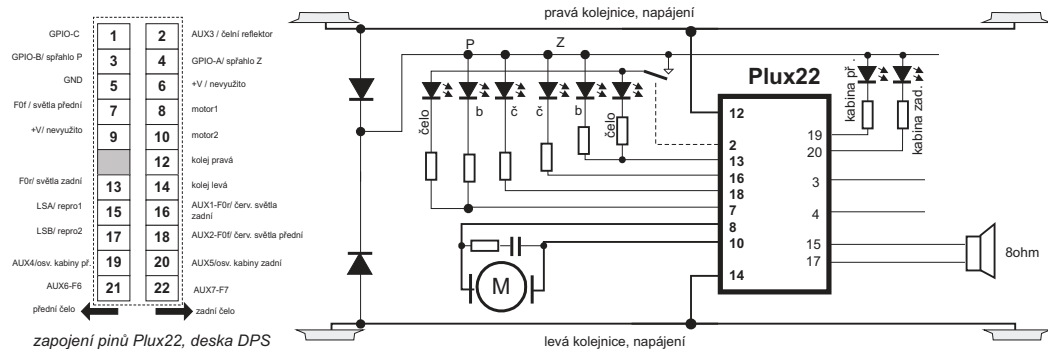 pravá kolejnice, napájení
GPIO-C
1
2
AUX3 / čelní reflektor
GPIO-B/ spřáhlo P
3
4
GPIO-A/ spřáhlo Z
GND
5
6
+V / nevyužito
F0f / světla přední
7
8
motor1
+V/ nevyužito
9
10
motor2
12
kolej pravá
F0r/ světla zadní
13
14
kolej levá
LSA/ repro1
15
16
AUX1-F0r/ červ. světla
zadní
LSB/ repro2
17
18
AUX2-F0f/ červ. světla přední
AUX4/osv. kabiny př.
19
20
AUX5/osv. kabiny zadní
AUX6-F6
21
22
AUX7-F7
přední čelo
zadní čelo
zapojení pinů Plux22, deska DPS
P
Z
čelo
b
č
č
b
čelo
Plux22
12
2
13
16
18
7
8
10
14
19
20
3
4
15
17
kabina př.
kabina zad.
8ohm
M
levá kolejnice, napájení